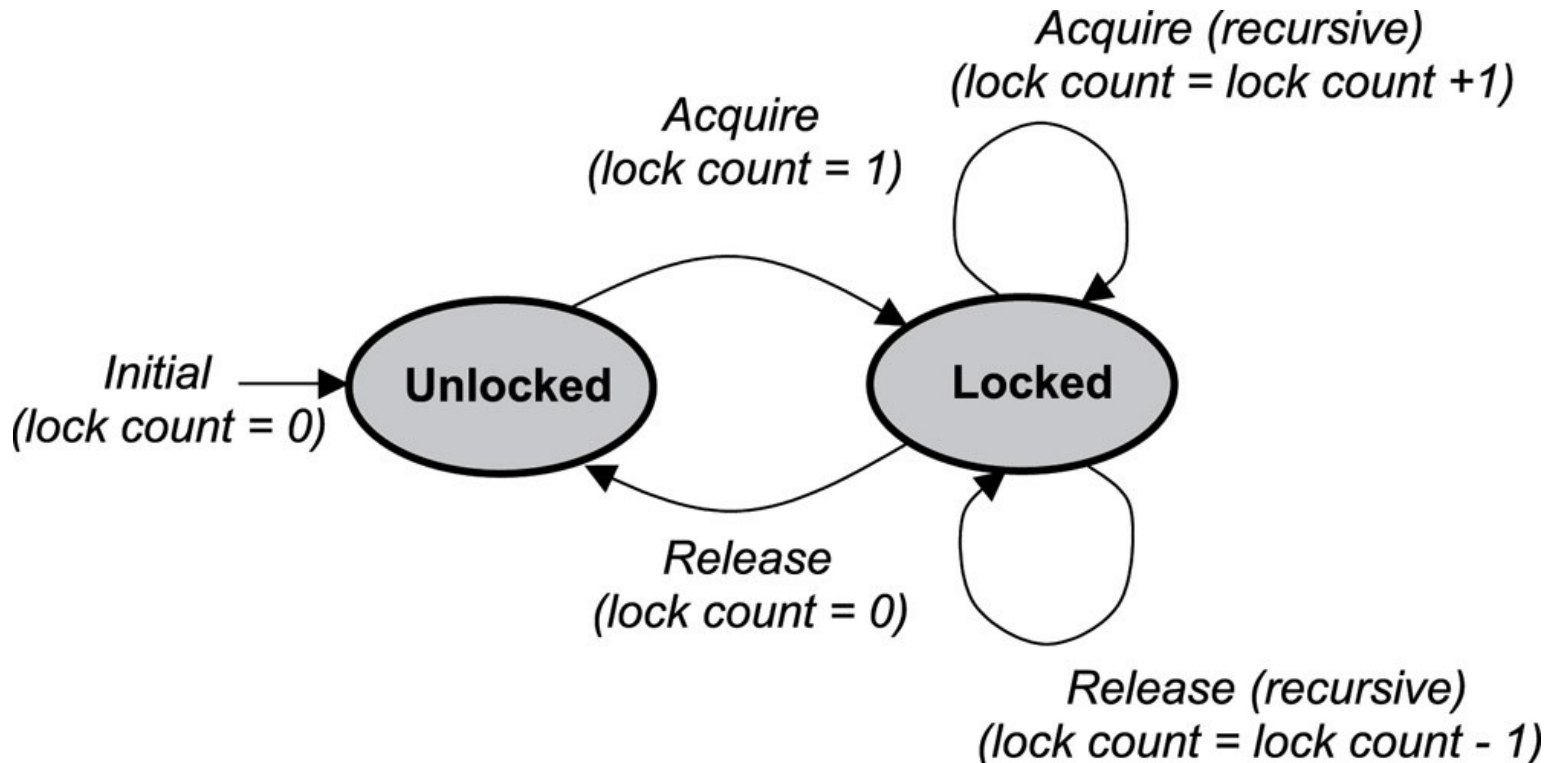 Acquire (recursive)
(lock count = lock count +1)
Acquire
(lock count = 1)
Initial
(lock count = 0)
Unlocked
Locked
Release
(lock count = 0)
Release (recursive)
(lock count = lock count - 1)